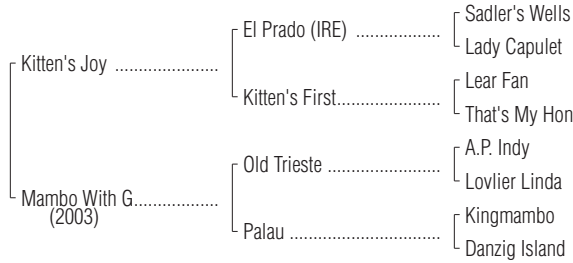 Sadler's Wells
El Prado (IRE) ..................
Lady Capulet
Kitten's Joy ......................
Lear Fan
Kitten's First......................
That's My Hon
A.P. Indy
Old Trieste ........................
Lovlier Linda
Mambo With G..................
(2003)
Kingmambo
Palau ................................
Danzig Island